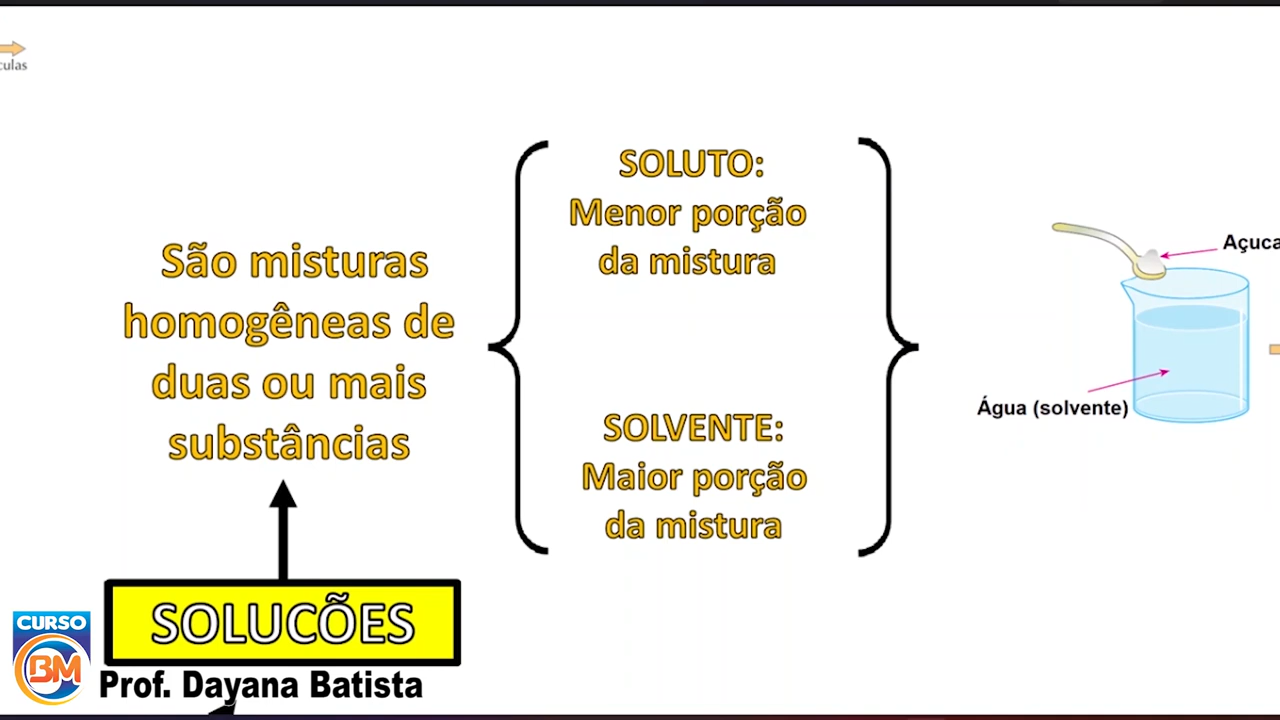 culas
São misturas
homogêneas de
duas ou mais
substâncias
SOLUTO:
Menor porção
da mistura
SOLVENTE:
Maior porção
da mistura
Açuca
Água (solvente)
SOLUCÕES
CURSO
BM
Prof. Dayana Batista